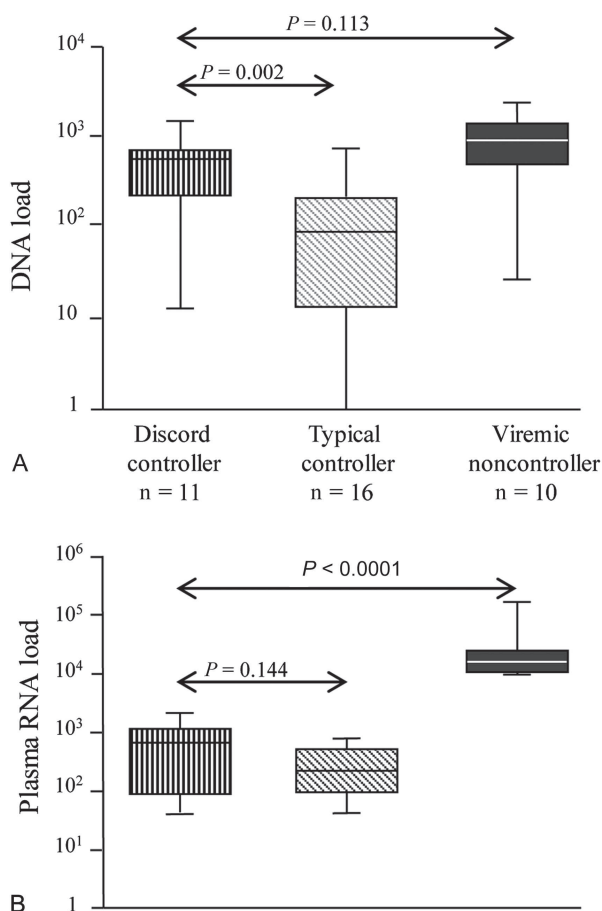 P = 0.113
P = 0.002
10⁴
10³
10²
10
1
DNA load
Discord controller n = 11
Typical controller n = 16
Viremic noncontroller n = 10
A
P < 0.0001
P = 0.144
10⁶
10⁵
10⁴
10³
10²
10¹
1
Plasma RNA load
B